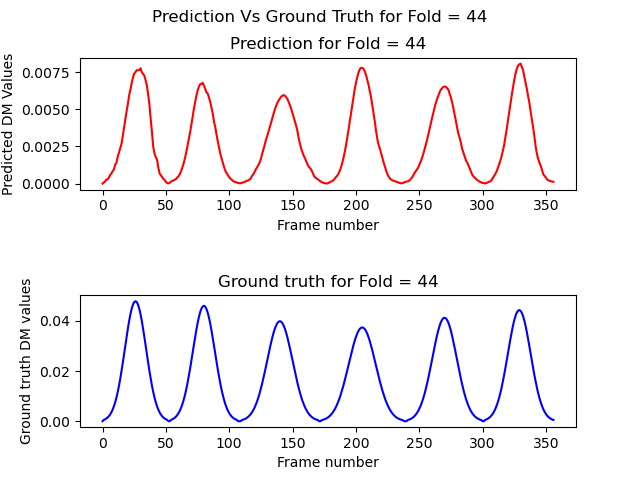 Prediction Vs Ground Truth for Fold = 44
Prediction for Fold = 44
Predicted DM Values
0.0075
0.0050
0.0025
0.0000
0 50 100 150 200 250 300 350
Frame number
Ground truth for Fold = 44
Ground truth DM values
0.04
0.02
0.00
0 50 100 150 200 250 300 350
Frame number